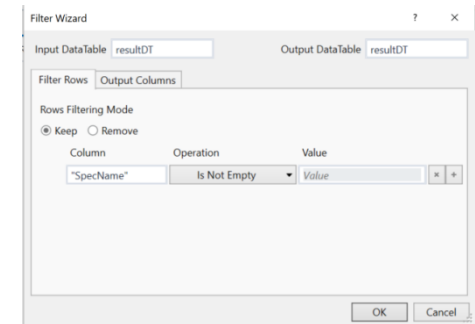 Filter Wizard ? ×
Input DataTable resultDT Output DataTable resultDT
Filter Rows Output Columns
Rows Filtering Mode
Keep Remove
Column Operation Value
"SpecName" Is Not Empty Value × +
OK Cancel